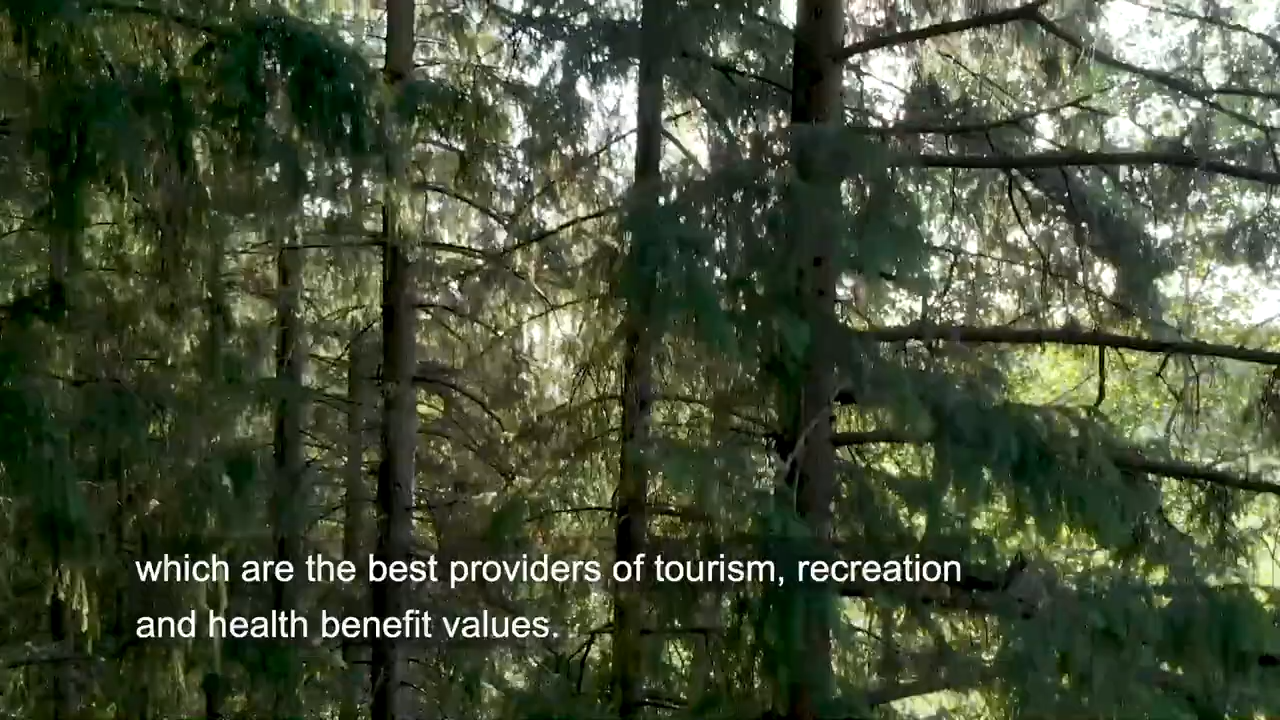 which are the best providers of tourism, recreation
and health benefit values.